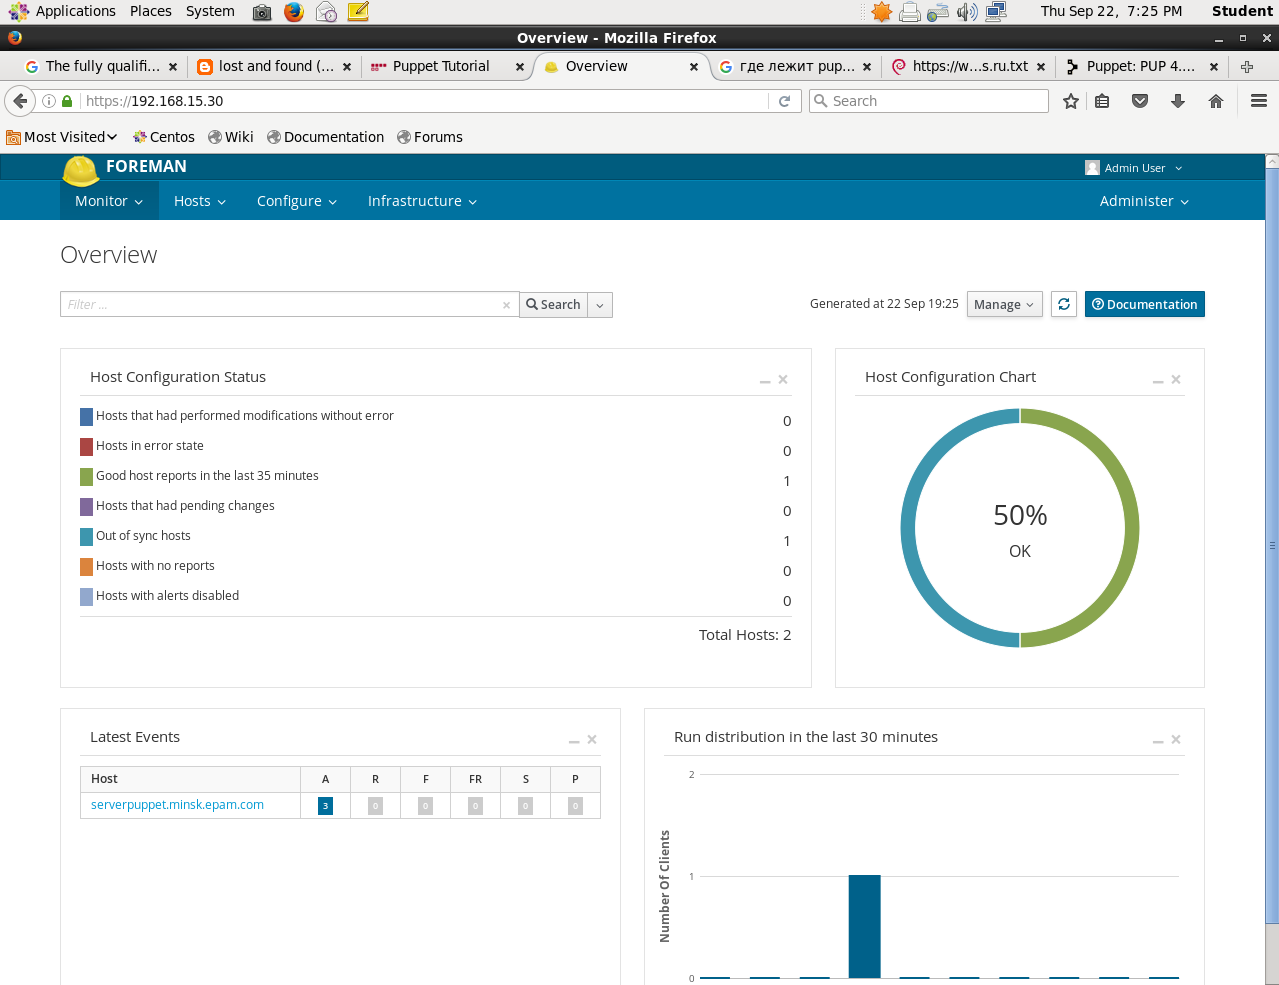 Applications Places System Thu Sep 22, 7:25 PM Student
Overview - Mozilla Firefox
The fully qualifi... lost and found (... Puppet Tutorial Overview где лежит pup... https://w...s.ru.txt Puppet: PUP 4....
https://192.168.15.30 Search
Most Visited Centos Wiki Documentation Forums
FOREMAN Admin User
Monitor Hosts Configure Infrastructure Administer
Overview
Filter ... Search Generated at 22 Sep 19:25 Manage Documentation
Host Configuration Status
Hosts that had performed modifications without error 0
Hosts in error state 0
Good host reports in the last 35 minutes 1
Hosts that had pending changes 0
Out of sync hosts 1
Hosts with no reports 0
Hosts with alerts disabled 0
Total Hosts: 2
Host Configuration Chart
50%
OK
Latest Events
Host A R F FR S P
serverpuppet.minsk.epam.com 3 0 0 0 0 0
Run distribution in the last 30 minutes
Number Of Clients
2
1
0